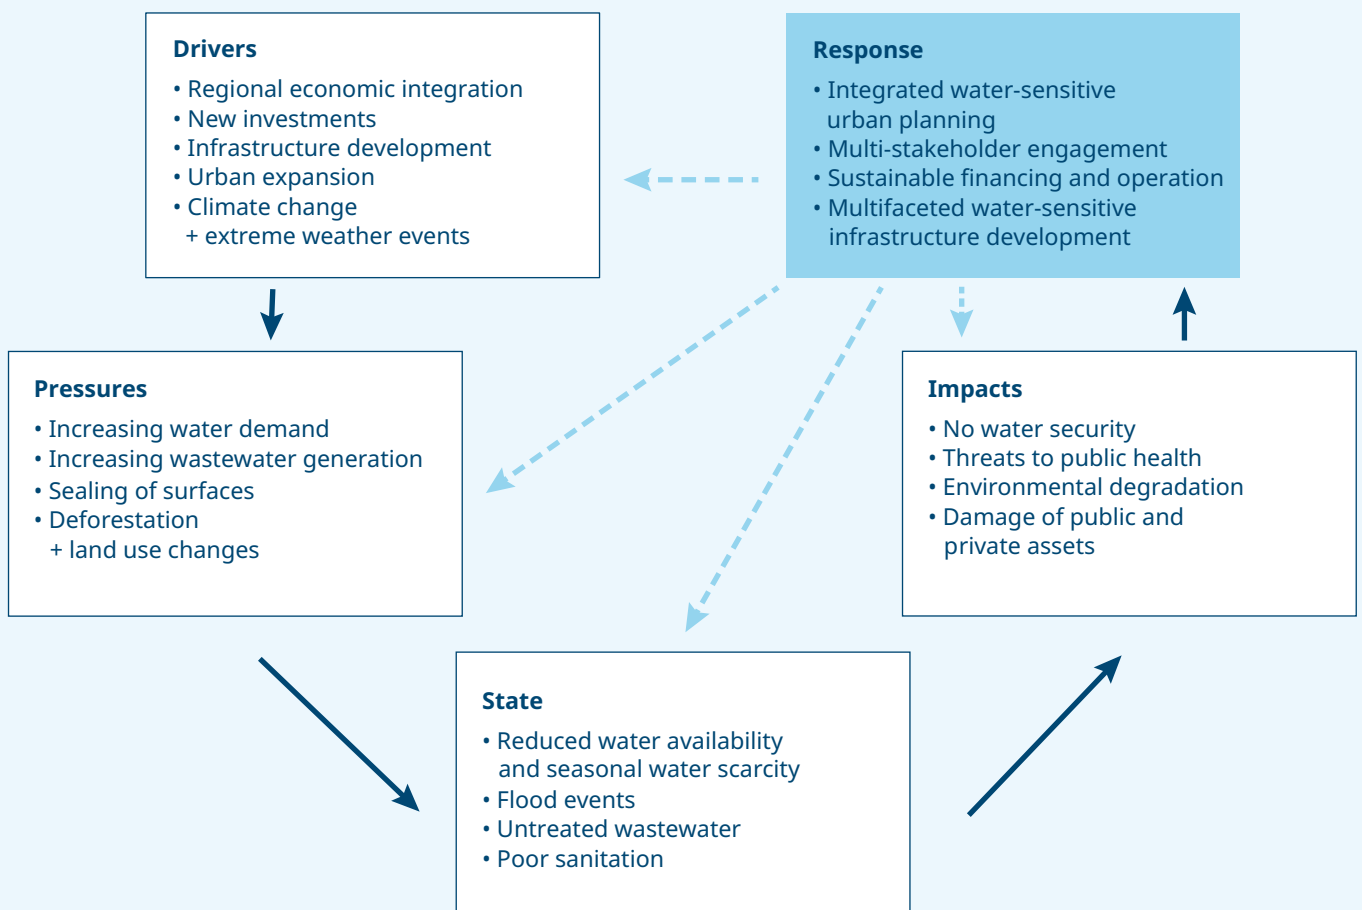 Drivers
• Regional economic integration
• New investments
• Infrastructure development
• Urban expansion
• Climate change
+ extreme weather events
Response
• Integrated water-sensitive
urban planning
• Multi-stakeholder engagement
• Sustainable financing and operation
• Multifaceted water-sensitive
infrastructure development
Pressures
• Increasing water demand
• Increasing wastewater generation
• Sealing of surfaces
• Deforestation
+ land use changes
Impacts
• No water security
• Threats to public health
• Environmental degradation
• Damage of public and
private assets
State
• Reduced water availability
and seasonal water scarcity
• Flood events
• Untreated wastewater
• Poor sanitation